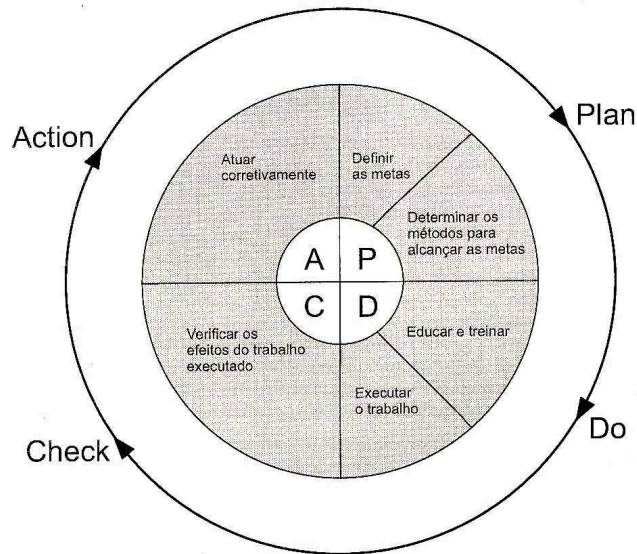 Action
Plan
Atuar
corretivamente
Definir
as metas
Determinar os
métodos para
alcançar as metas
A
P
C
D
Verificar os
efeitos do trabalho
executado
Educar e treinar
Executar
o trabalho
Check
Do